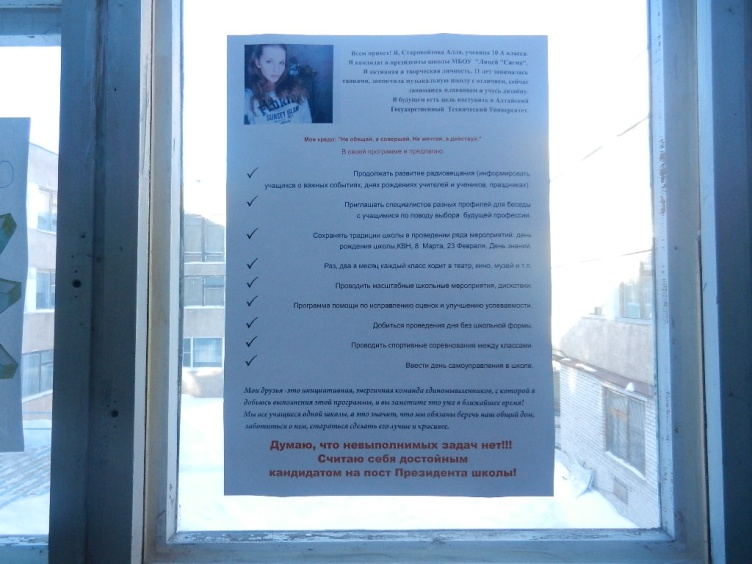 Всем привет! Я, Старовойтова Алла, ученица 10 А класса.
Я кандидат в президенты школы МБОУ "Лицей "Сигма".
Я активная и творческая личность. 11 лет занималась
танцами, закончила музыкальную школу с отличием, сейчас
занимаюсь плаванием и учусь дизайну.
В будущем есть цель поступить в Алтайский
Государственный Технический Университет.
Мое кредо: "Не обещай, а совершай. Не мечтай, а действуй."
В своей программе я предлагаю:
Продолжать развитие радиовещания (информировать
учащихся о важных событиях, днях рождениях учителей и учеников, праздниках).
Приглашать специалистов разных профилей для беседы
с учащимися по поводу выбора будущей профессии.
Сохранять традиции школы в проведении ряда мероприятий: день
рождения школы,КВН, 8 Марта, 23 Февраля, День знаний.
Раз, два в месяц каждый класс ходит в театр, кино, музей и т.п.
Проводить масштабные школьные мероприятия, дискотеки.
Программа помощи по исправлению оценок и улучшению успеваемости.
Добиться проведения дня без школьной формы.
Проводить спортивные соревнования между классами.
Ввести день самоуправления в школе.
Мои друзья -это инициативная, энергичная команда единомышленников, с которой я
добьюсь выполнения этой программы, и вы заметите это уже в ближайшее время!
Мы все учащиеся одной школы, а это значит, что мы обязаны беречь наш общий дом,
заботиться о нем, стараться сделать его лучше и красивее.
Думаю, что невыполнимых задач нет!!!
Считаю себя достойным
кандидатом на пост Президента школы!
FLORIDA
SUNSET ISLAND